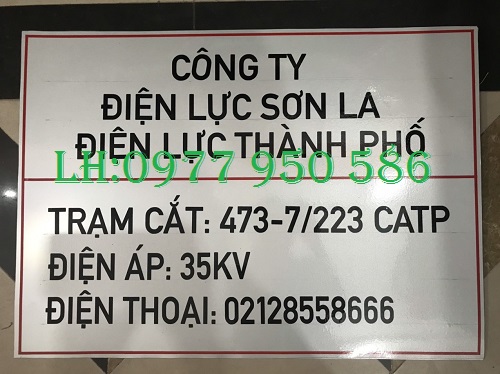 CÔNG TY
ĐIỆN LỰC SƠN LA
ĐIỆN LỰC THÀNH PHỐ
LH:0977 950 586
TRẠM CẮT: 473-7/223 CATP
ĐIỆN ÁP: 35KV
ĐIỆN THOẠI: 02128558666